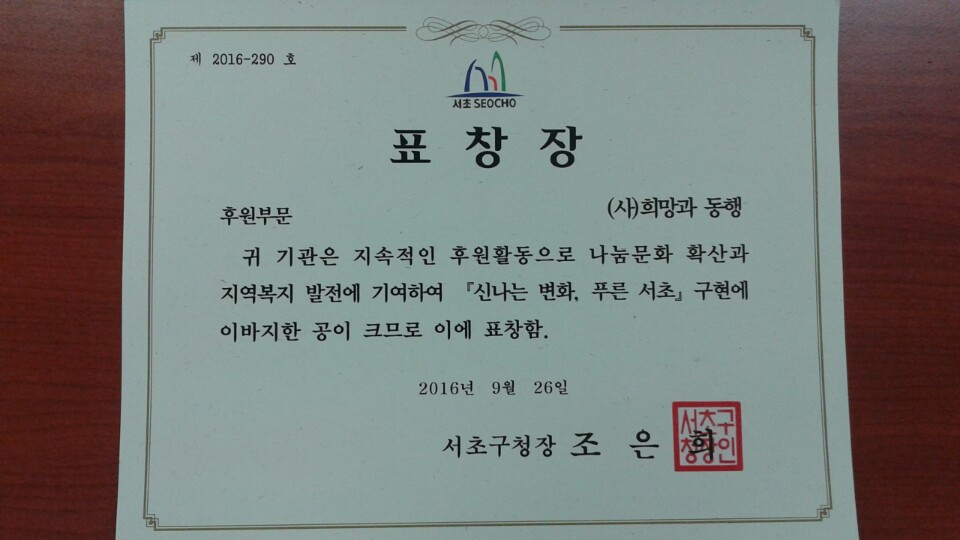 제 2016-290 호
서초 SEOCHO
표 창 장
후원부문 (사)희망과 동행
귀 기관은 지속적인 후원활동으로 나눔문화 확산과
지역복지 발전에 기여하여 『신나는 변화, 푸른 서초』 구현에
이바지한 공이 크므로 이에 표창함.
2016년 9월 26일
서초구청장 조 은 희
서초구
청장인